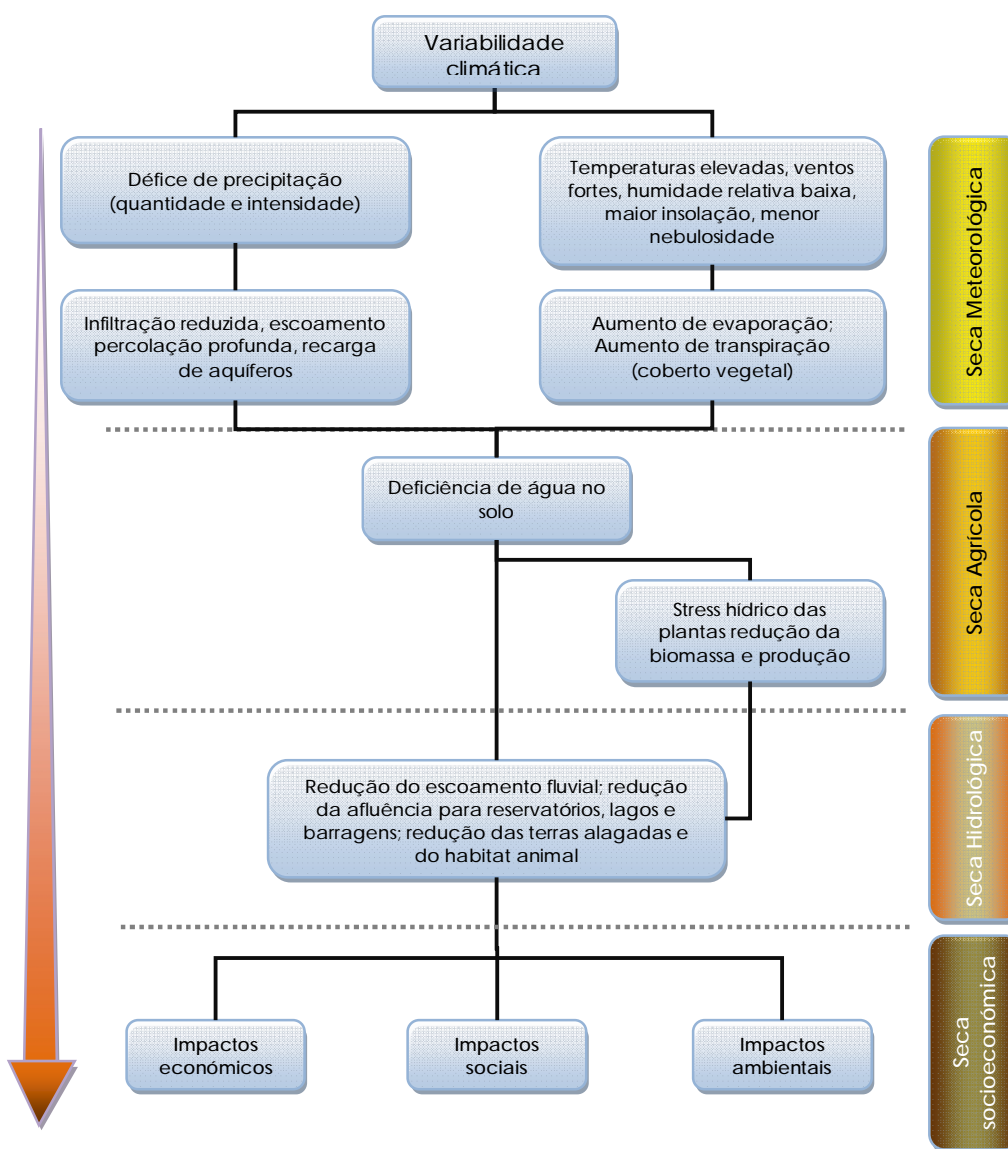 Variabilidade
climática
Défice de precipitação
(quantidade e intensidade)
Temperaturas elevadas, ventos
fortes, humidade relativa baixa,
maior insolação, menor
nebulosidade
Seca Meteorológica
Infiltração reduzida, escoamento
percolação profunda, recarga
de aquíferos
Aumento de evaporação;
Aumento de transpiração
(coberto vegetal)
Deficiência de água no
solo
Seca Agrícola
Stress hídrico das
plantas redução da
biomassa e produção
Redução do escoamento fluvial; redução
da afluência para reservatórios, lagos e
barragens; redução das terras alagadas e
do habitat animal
Seca Hidrológica
Impactos
económicos
Impactos
sociais
Impactos
ambientais
Seca
socioeconómica